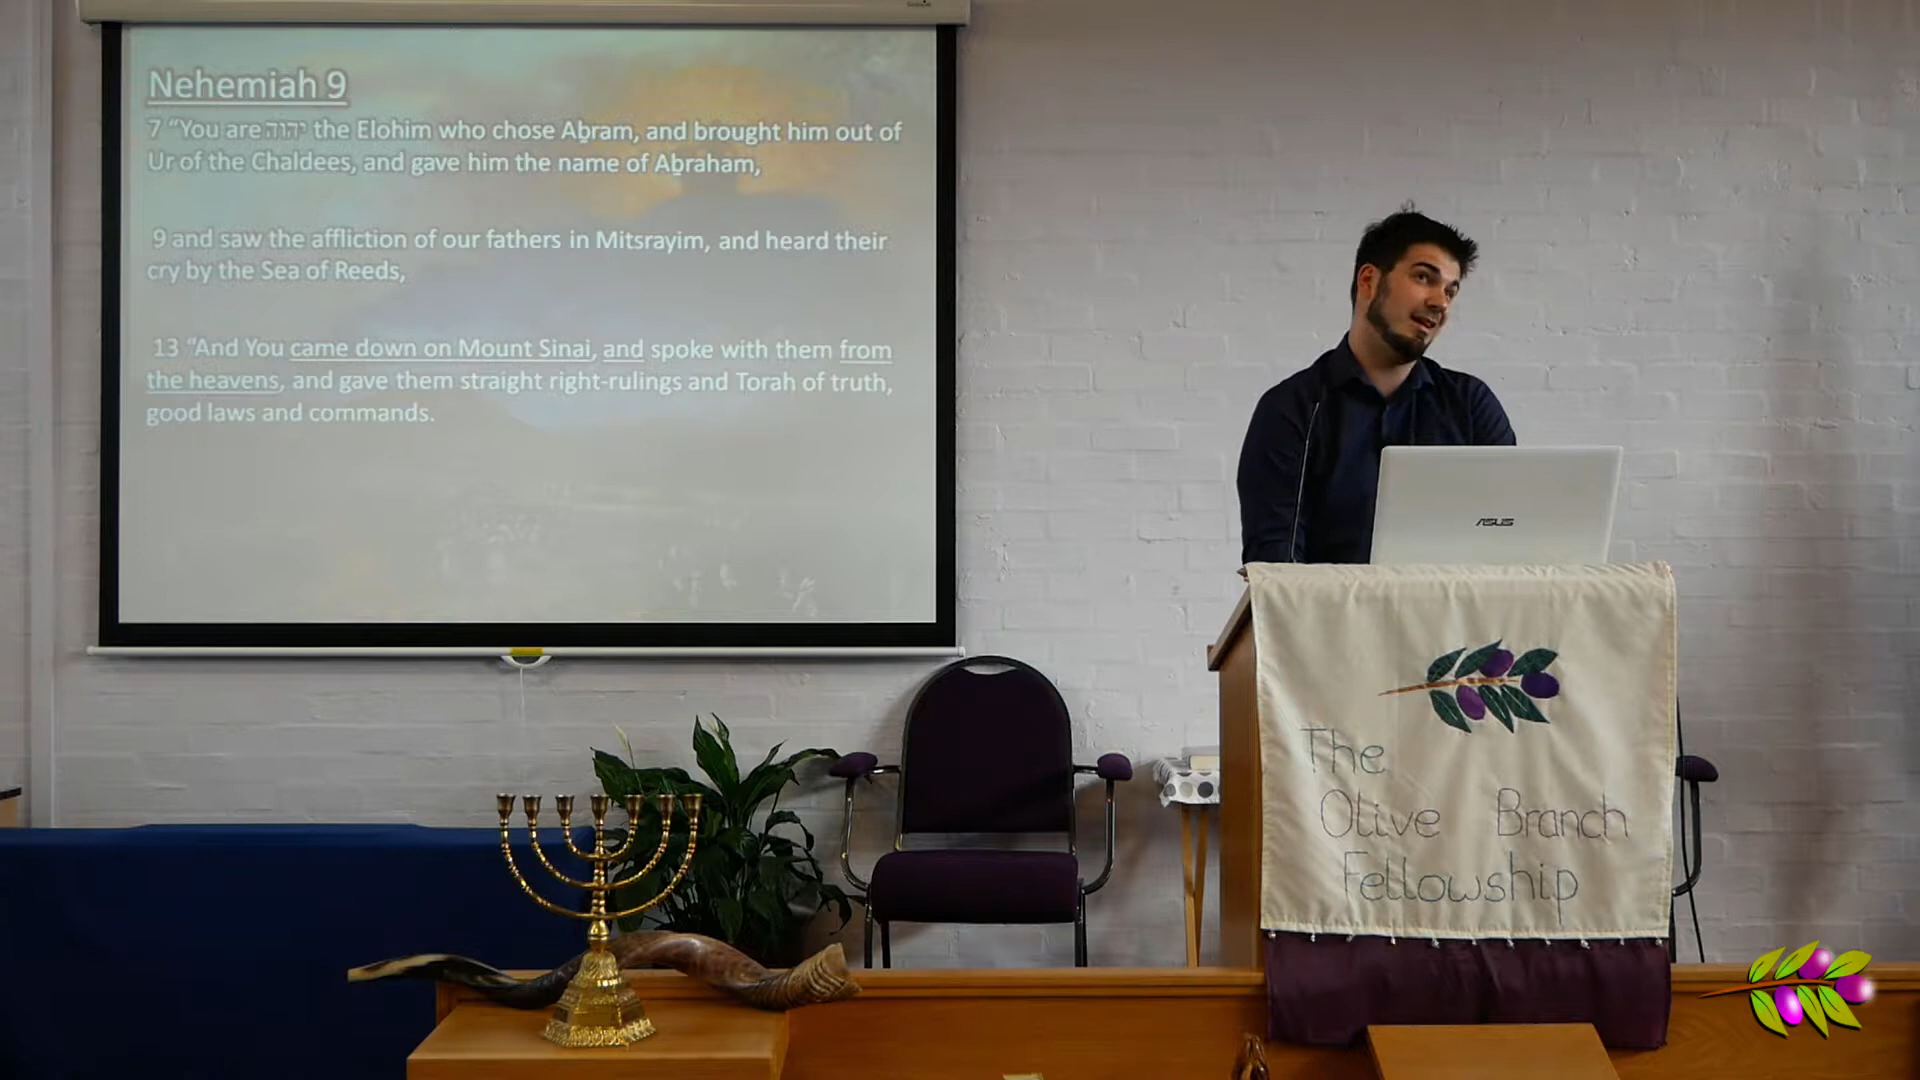 Nehemiah 9
7 “You are יהוה the Elohim who chose Aḇram, and brought him out of
Ur of the Chaldees, and gave him the name of Aḇraham,
9 and saw the affliction of our fathers in Mitsrayim, and heard their
cry by the Sea of Reeds,
13 “And You came down on Mount Sinai, and spoke with them from
the heavens, and gave them straight right-rulings and Torah of truth,
good laws and commands.
ASUS
The
Olive Branch
Fellowship